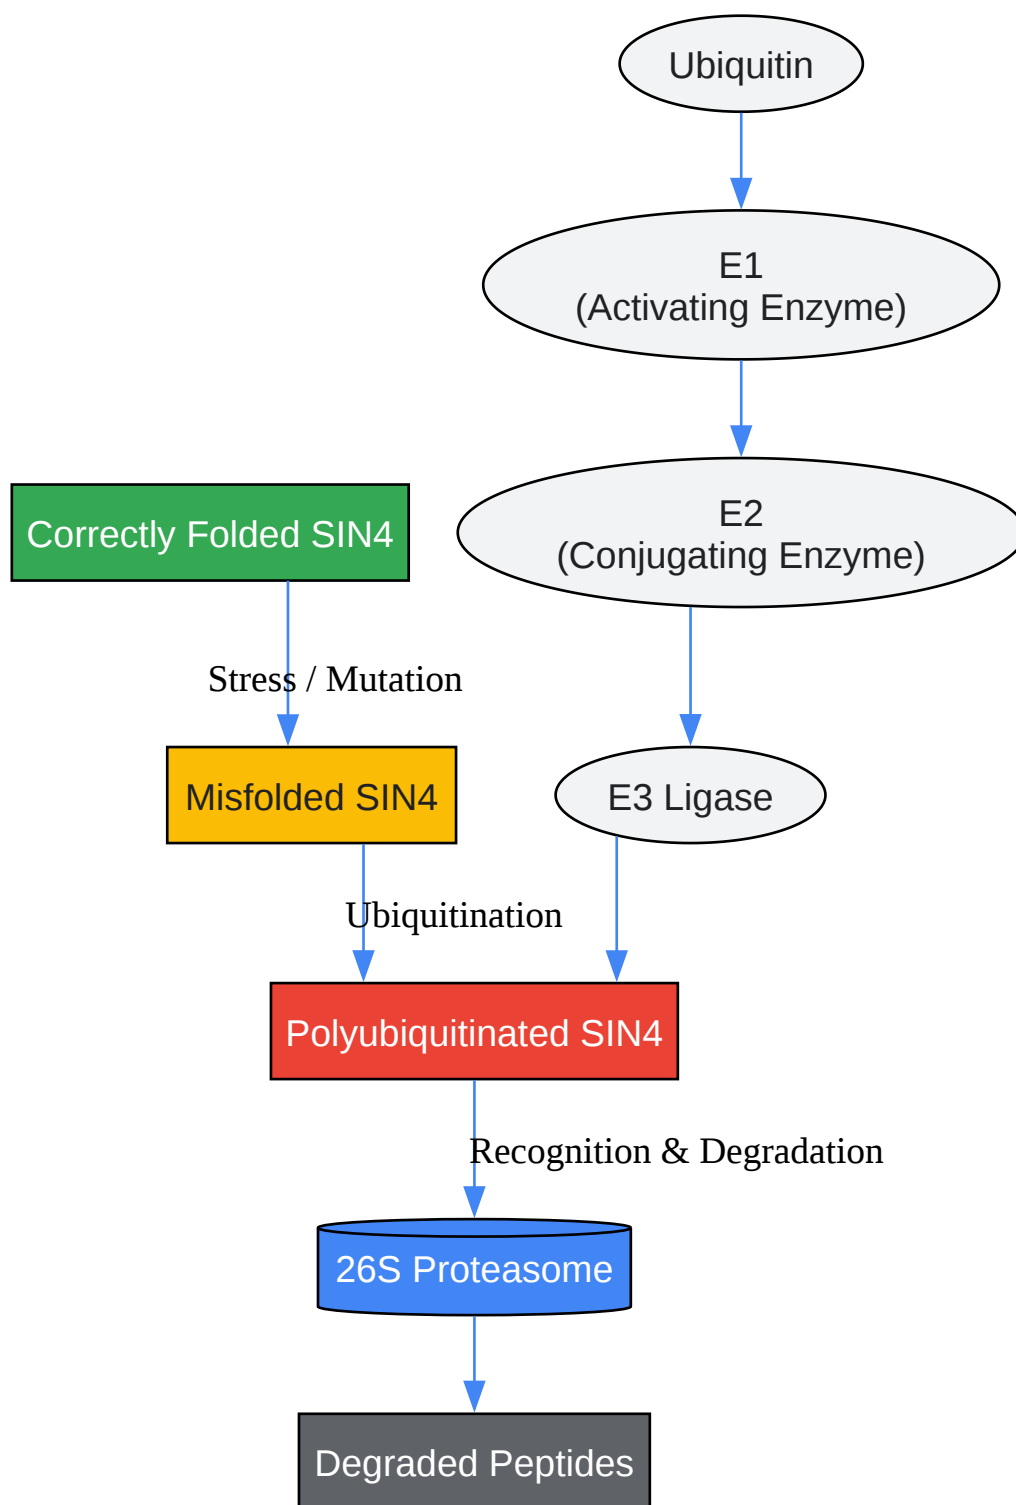 Ubiquitin
E1
(Activating Enzyme)
E2
(Conjugating Enzyme)
Correctly Folded SIN4
Stress / Mutation
Misfolded SIN4
E3 Ligase
Ubiquitination
Polyubiquitinated SIN4
Recognition & Degradation
26S Proteasome
Degraded Peptides